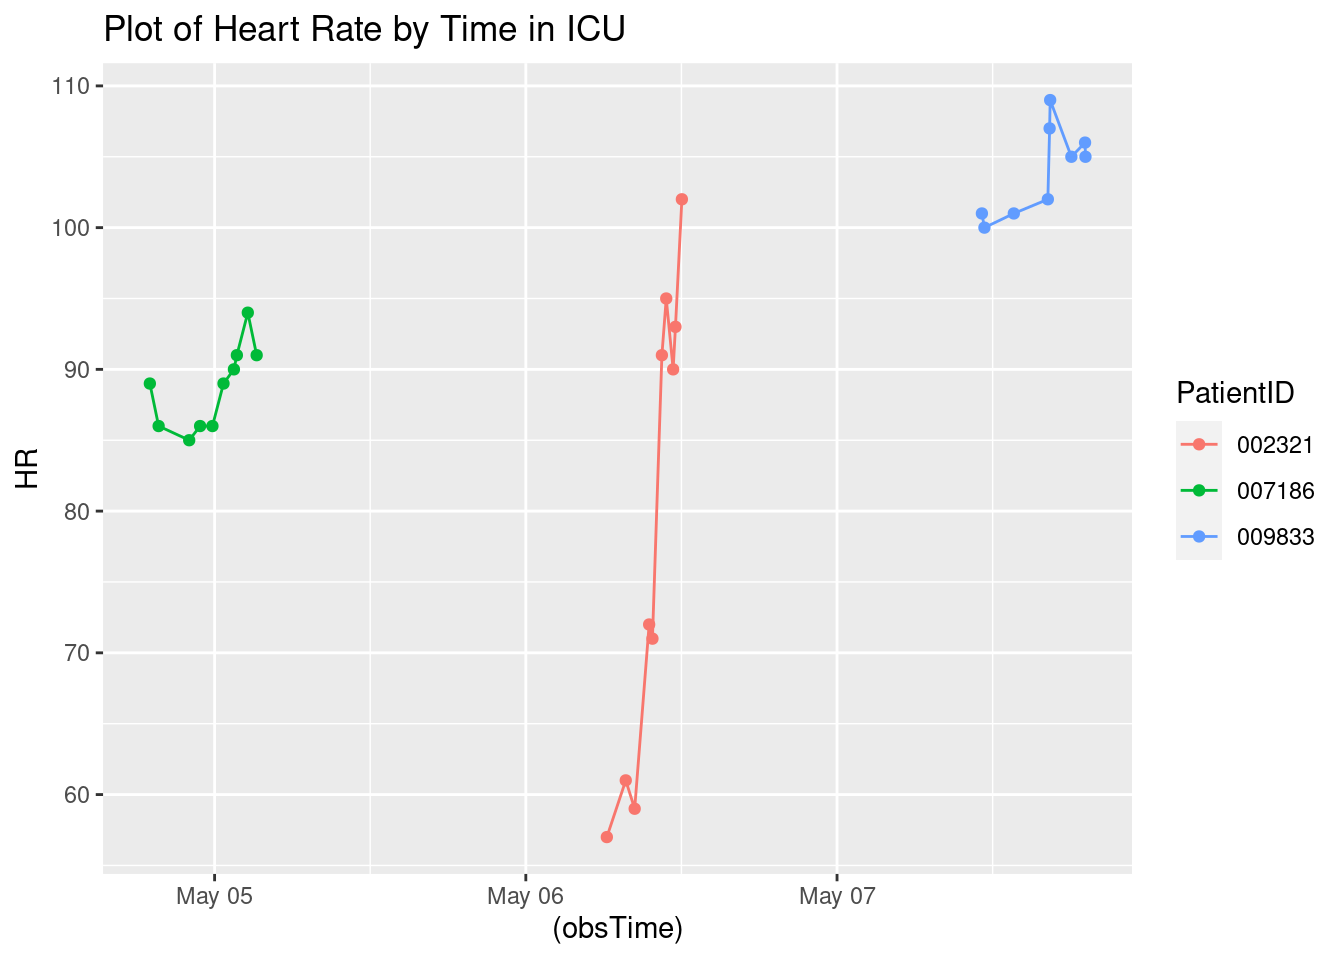 Plot of Heart Rate by Time in ICU
110
100
90
80
70
60
HR
May 05
May 06
May 07
(obsTime)
PatientID
002321
007186
009833